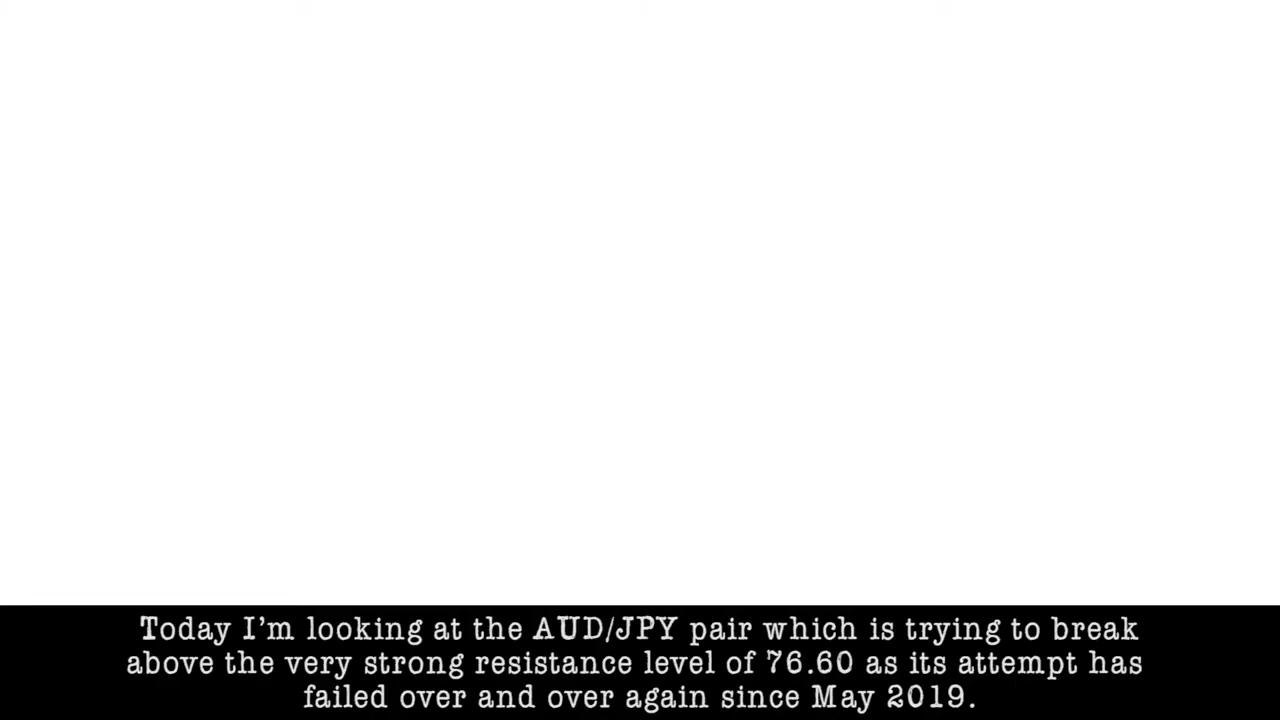 Today I'm looking at the AUD/JPY pair which is trying to break
above the very strong resistance level of 76.60 as its attempt has
failed over and over again since May 2019.